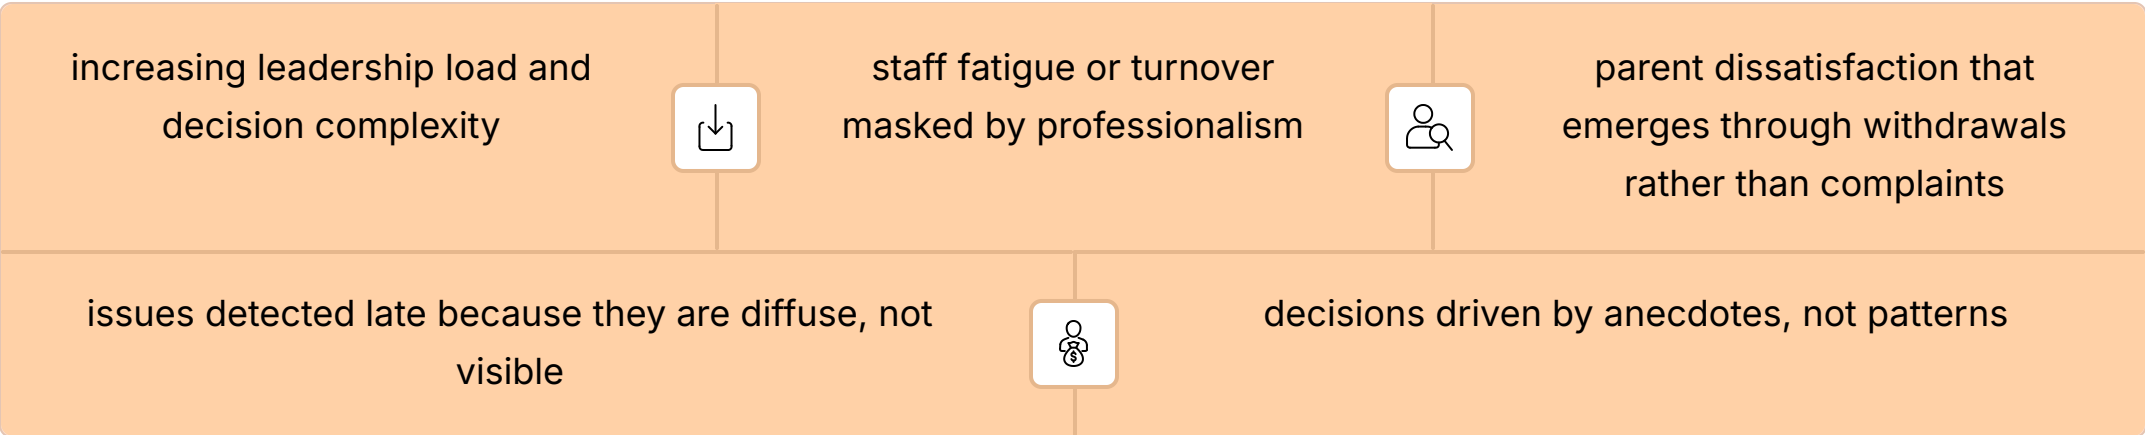 increasing leadership load and
decision complexity
staff fatigue or turnover
masked by professionalism
parent dissatisfaction that
emerges through withdrawals
rather than complaints
issues detected late because they are diffuse, not
visible
$
decisions driven by anecdotes, not patterns